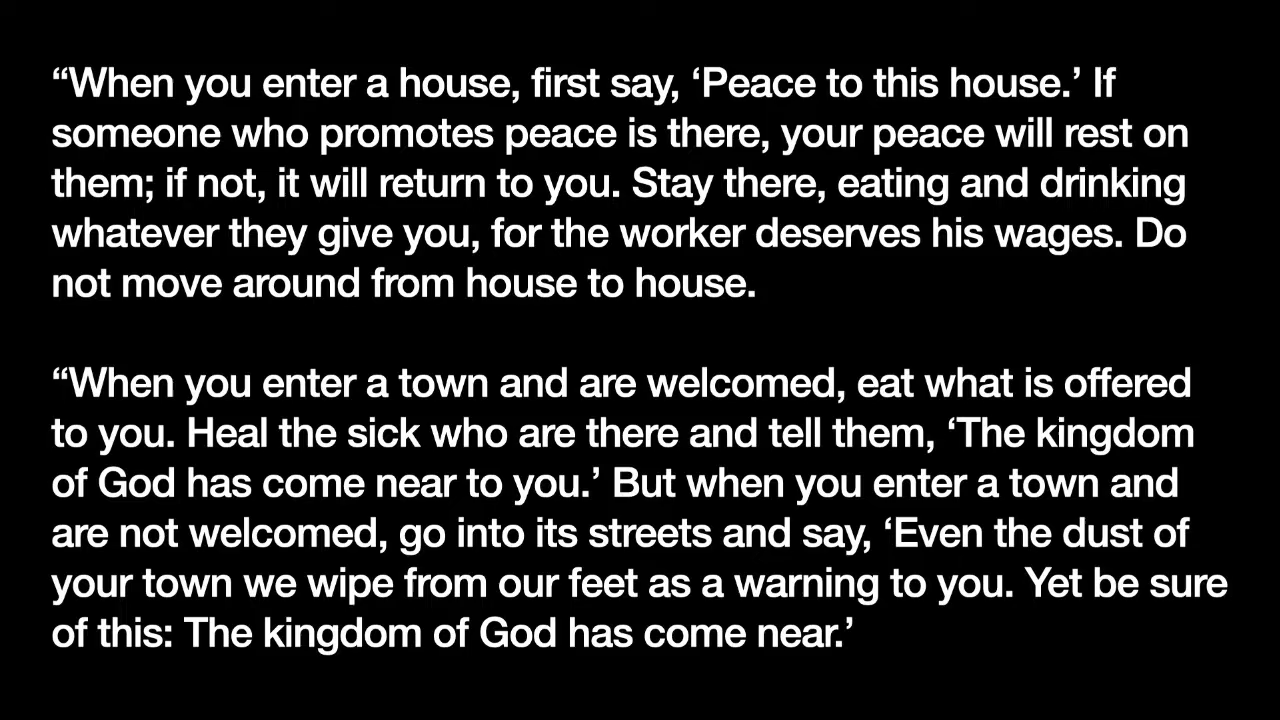 “When you enter a house, first say, ‘Peace to this house.’ If
someone who promotes peace is there, your peace will rest on
them; if not, it will return to you. Stay there, eating and drinking
whatever they give you, for the worker deserves his wages. Do
not move around from house to house.
“When you enter a town and are welcomed, eat what is offered
to you. Heal the sick who are there and tell them, ‘The kingdom
of God has come near to you.’ But when you enter a town and
are not welcomed, go into its streets and say, ‘Even the dust of
your town we wipe from our feet as a warning to you. Yet be sure
of this: The kingdom of God has come near.’